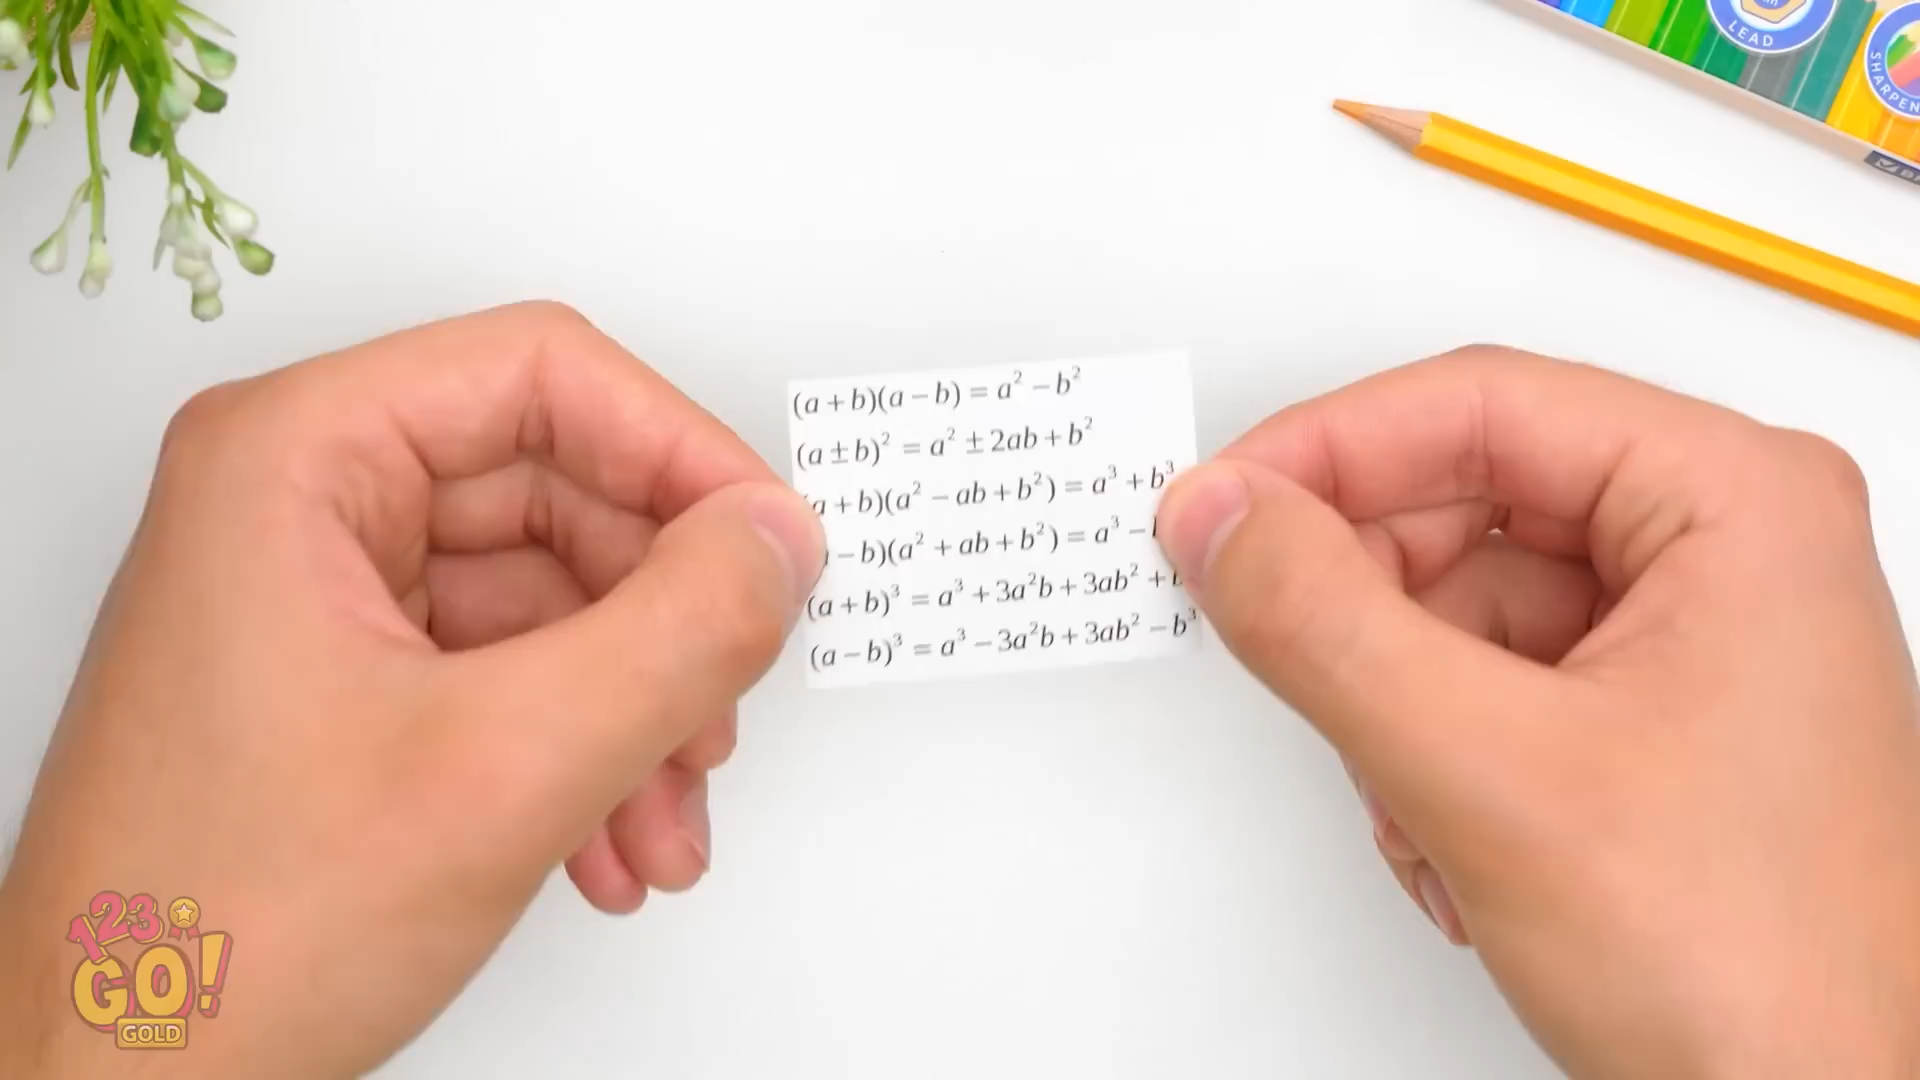 LEAD
SHARPEN
(a + b)(a − b) = a² − b²
(a ± b)² = a² ± 2ab + b²
a + b)(a² − ab + b²) = a³ + b³
− b)(a² + ab + b²) = a³ −
(a + b)³ = a³ + 3a²b + 3ab² +
(a − b)³ = a³ − 3a²b + 3ab² − b³
123
GO!
GOLD